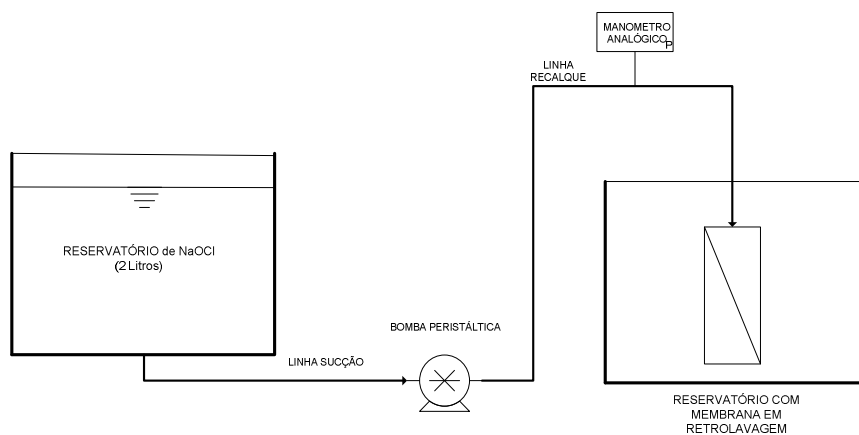 MANOMETRO
ANALÓGICO
P
LINHA
RECALQUE
RESERVATÓRIO de NaOCl
(2 Litros)
BOMBA PERISTÁLTICA
LINHA SUCÇÃO
RESERVATÓRIO COM
MEMBRANA EM
RETROLAVAGEM